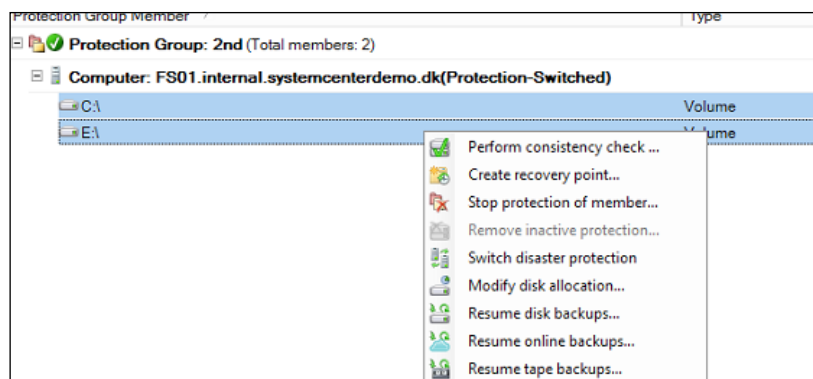 Protection Group Member Type
Protection Group: 2nd (Total members: 2)
Computer: FS01.internal.systemcenterdemo.dk(Protection-Switched)
C:\ Volume
E:\ Volume
Perform consistency check ...
Create recovery point...
Stop protection of member...
Remove inactive protection...
Switch disaster protection
Modify disk allocation...
Resume disk backups...
Resume online backups...
Resume tape backups...